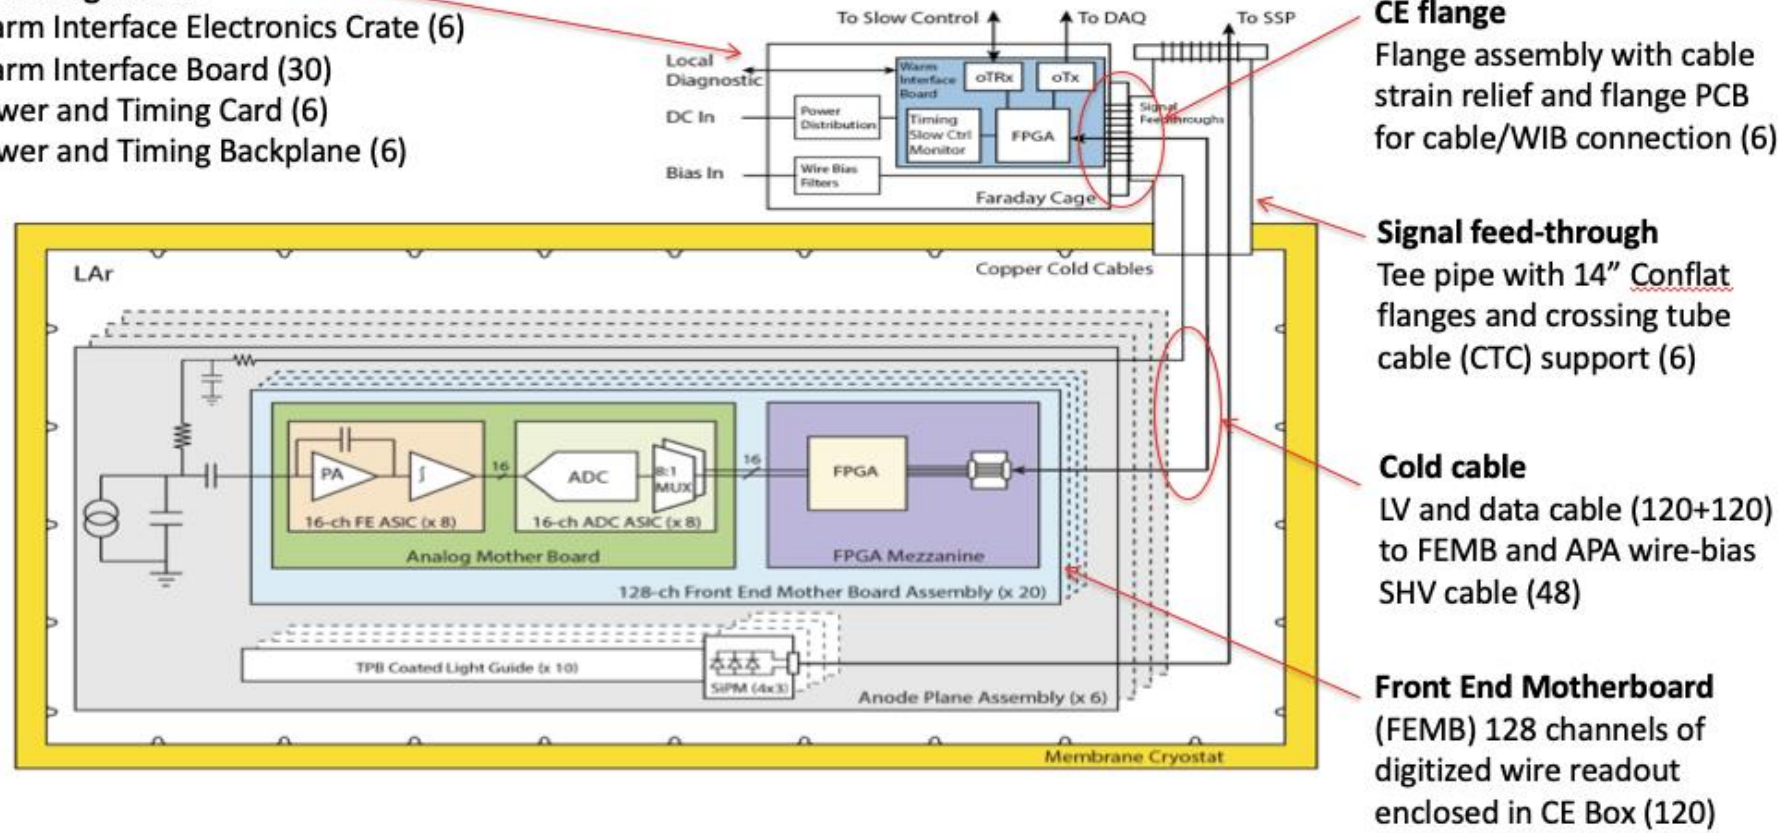 arm Interface Electronics Crate (6)
arm Interface Board (30)
wer and Timing Card (6)
wer and Timing Backplane (6)
To Slow Control
To DAQ
To SSP
Local
Diagnostic
DC In
Bias In
Power
Distribution
Wire Bias
Filters
Warm
Interface
Board
oTRx
oTx
Timing
Slow Ctrl
Monitor
FPGA
Faraday Cage
Signal
Feedthroughs
CE flange
Flange assembly with cable
strain relief and flange PCB
for cable/WIB connection (6)
Signal feed-through
Tee pipe with 14” Conflat
flanges and crossing tube
cable (CTC) support (6)
Cold cable
LV and data cable (120+120)
to FEMB and APA wire-bias
SHV cable (48)
Front End Motherboard
(FEMB) 128 channels of
digitized wire readout
enclosed in CE Box (120)
LAr
Copper Cold Cables
PA
∫
16
ADC
8:1
MUX
16
FPGA
16-ch FE ASIC (x 8)
16-ch ADC ASIC (x 8)
Analog Mother Board
FPGA Mezzanine
128-ch Front End Mother Board Assembly (x 20)
TPB Coated Light Guide (x 10)
SiPM (4x3)
Anode Plane Assembly (x 6)
Membrane Cryostat